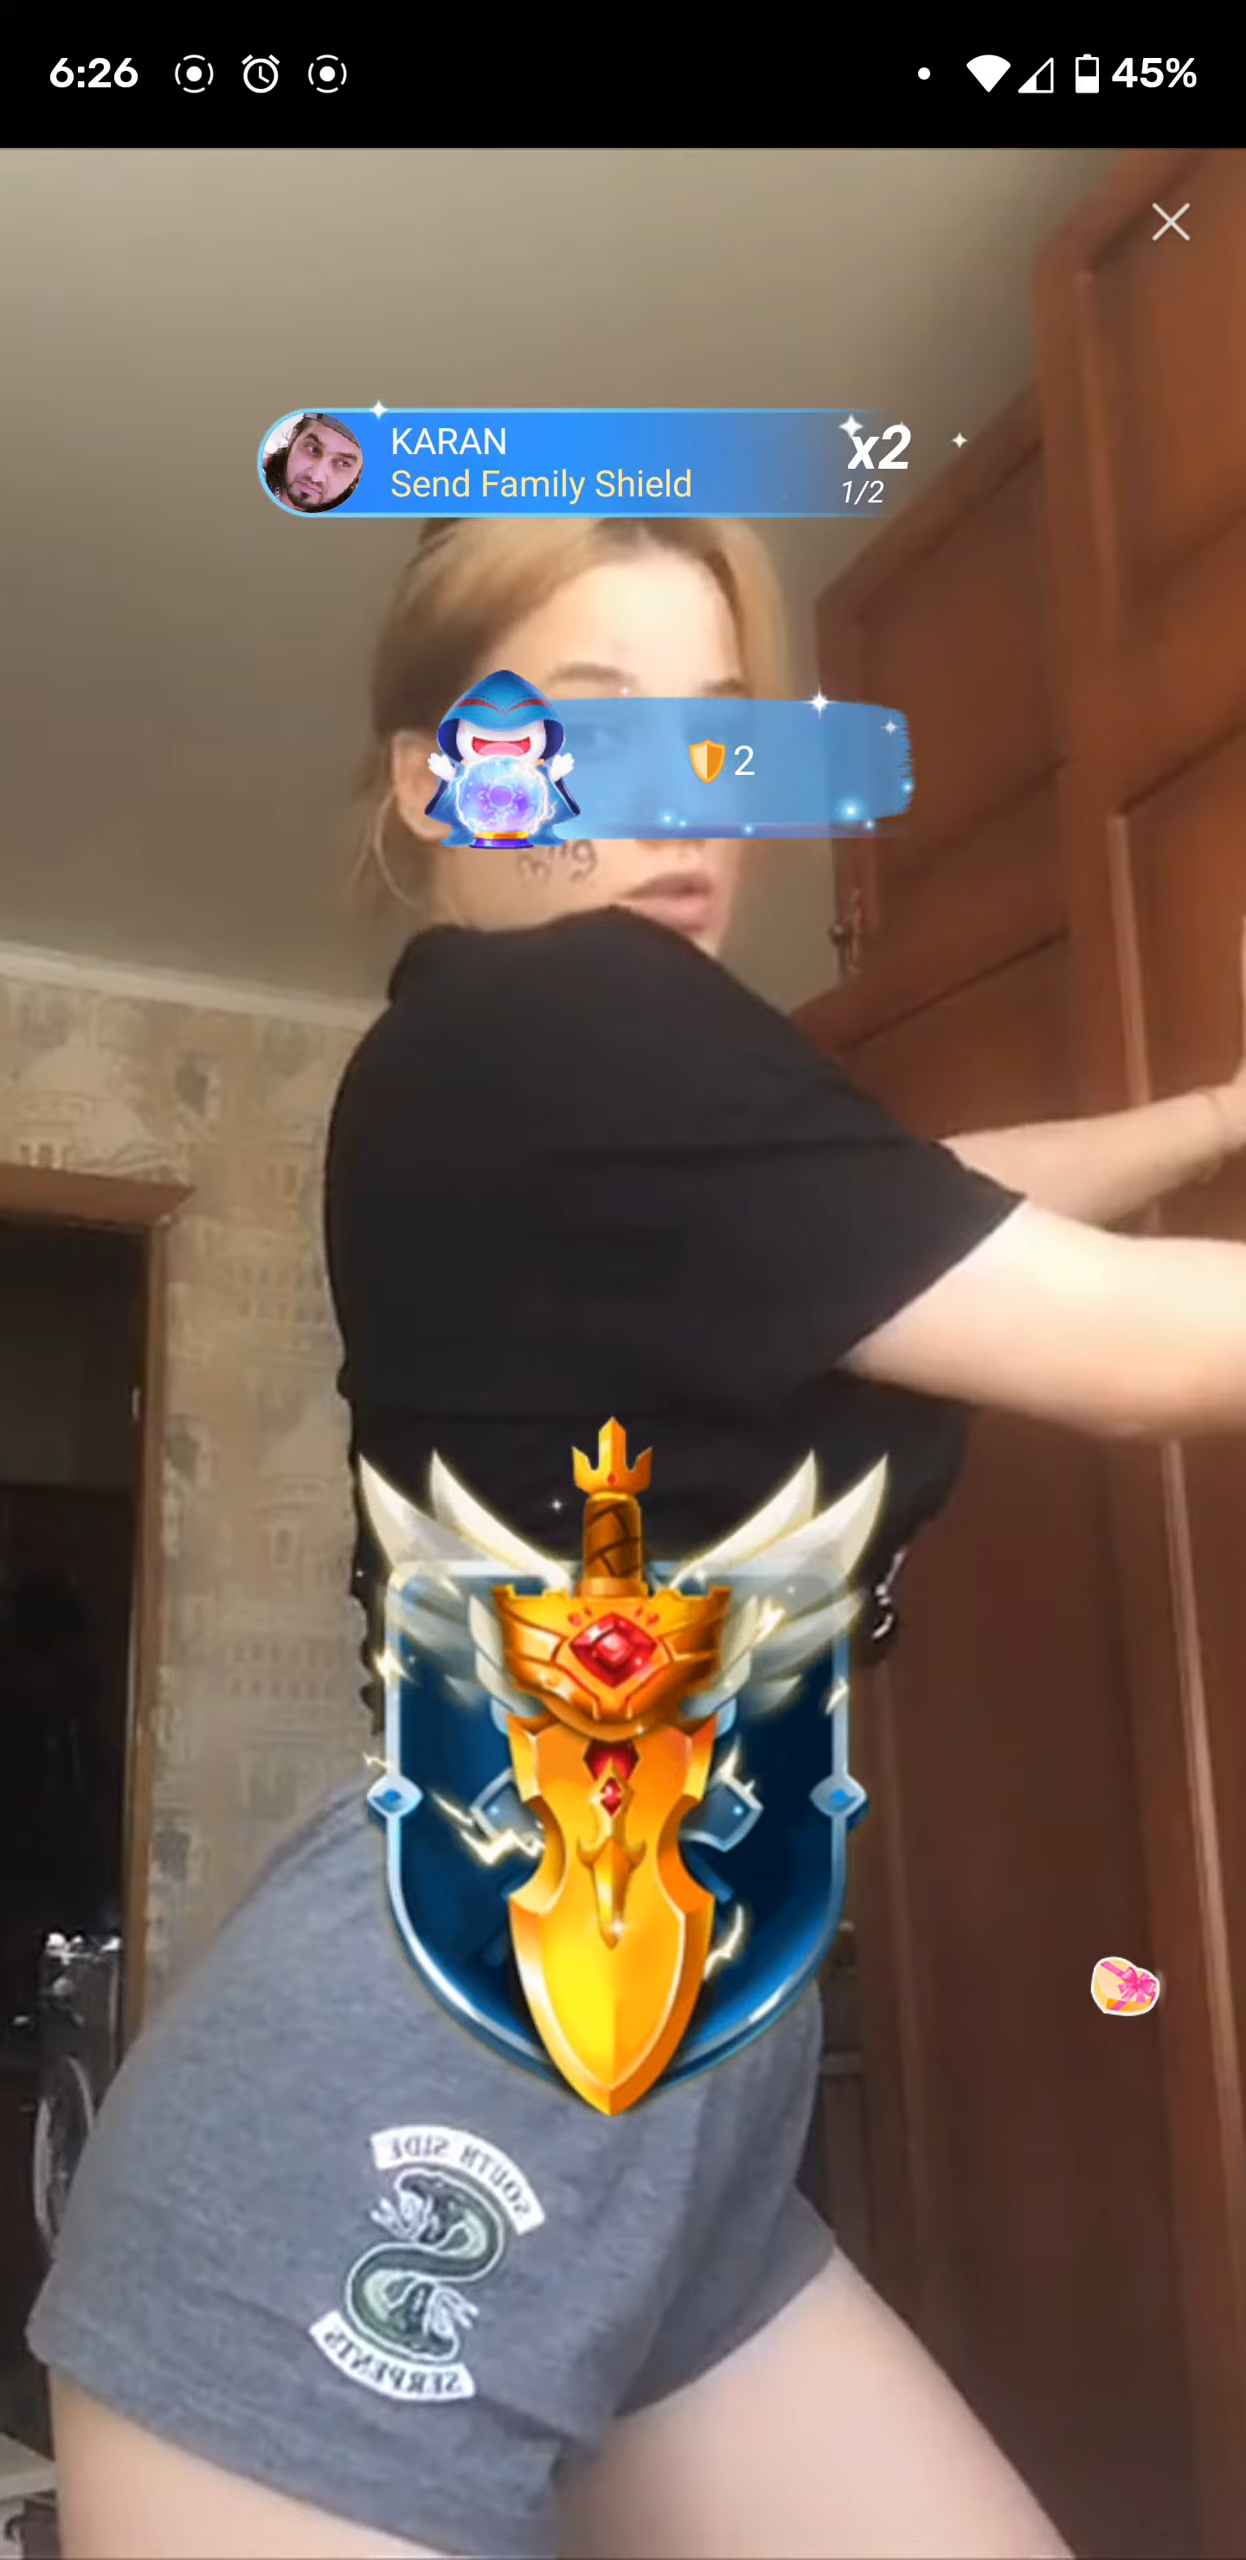 6:26
45%
KARAN
Send Family Shield
x2
1/2
2
SOUTH SIDE
SERPENTS